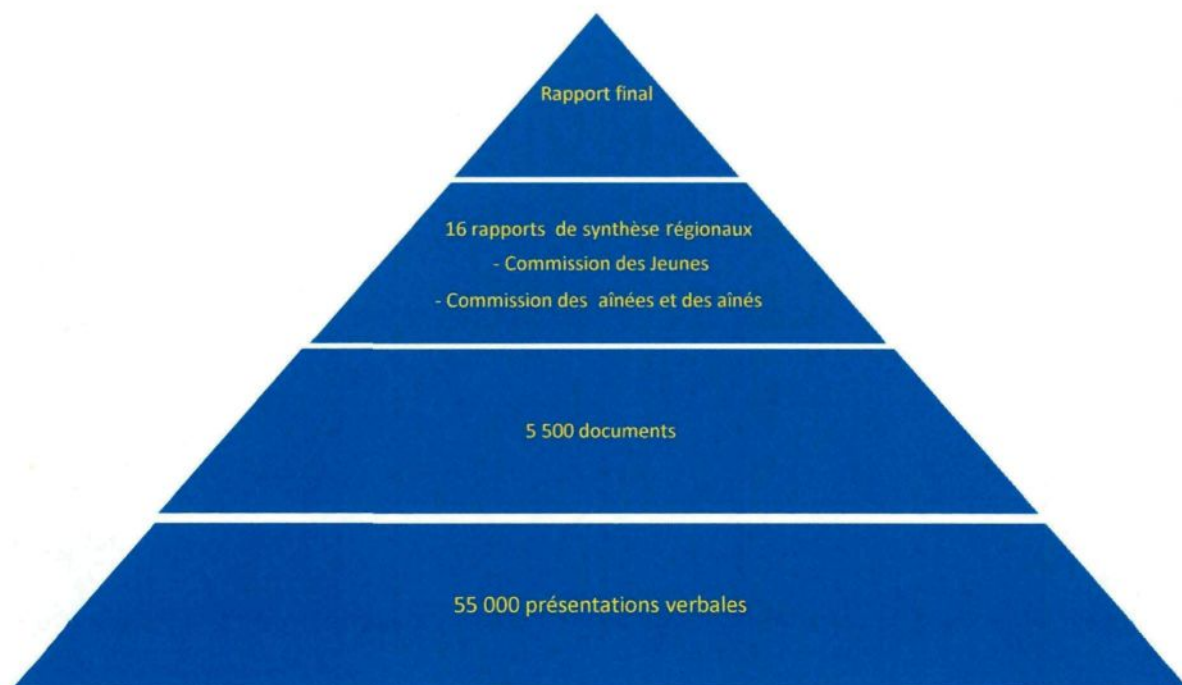 Rapport final
16 rapports de synthèse régionaux
- Commission des Jeunes
- Commission des aînées et des aînés
5 500 documents
55 000 présentations verbales